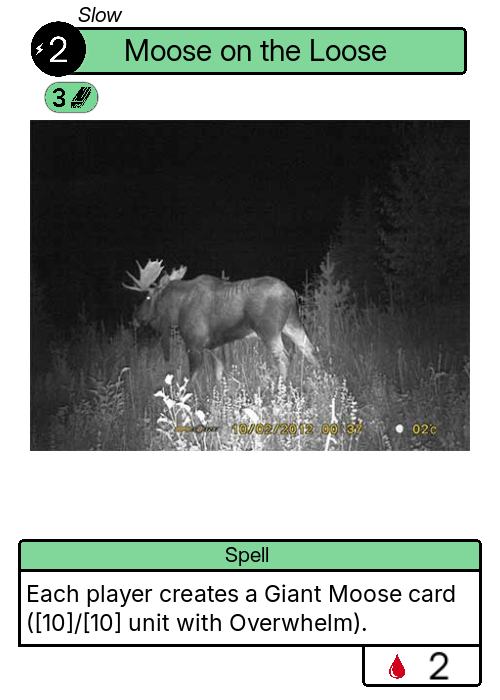 Slow
2
Moose on the Loose
3
10/02/2012 00:37
02c
Spell
Each player creates a Giant Moose card
([10]/[10] unit with Overwhelm).
2